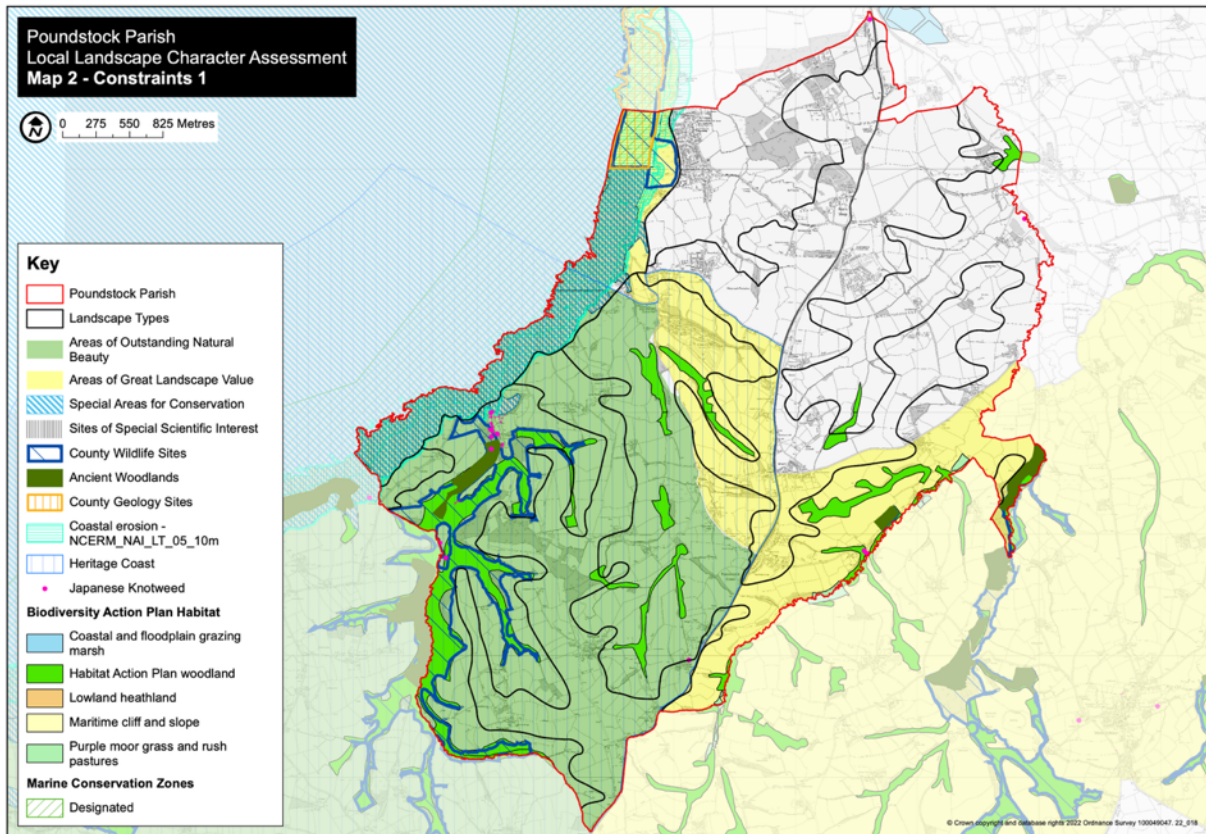 Poundstock Parish
Local Landscape Character Assessment
Map 2 - Constraints 1
N
0 275 550 825 Metres
Key
Poundstock Parish
Landscape Types
Areas of Outstanding Natural
Beauty
Areas of Great Landscape Value
Special Areas for Conservation
Sites of Special Scientific Interest
County Wildlife Sites
Ancient Woodlands
County Geology Sites
Coastal erosion -
NCERM_NAI_LT_05_10m
Heritage Coast
Japanese Knotweed
Biodiversity Action Plan Habitat
Coastal and floodplain grazing
marsh
Habitat Action Plan woodland
Lowland heathland
Maritime cliff and slope
Purple moor grass and rush
pastures
Marine Conservation Zones
Designated
© Crown copyright and database rights 2022 Ordnance Survey 100049047. 22_018